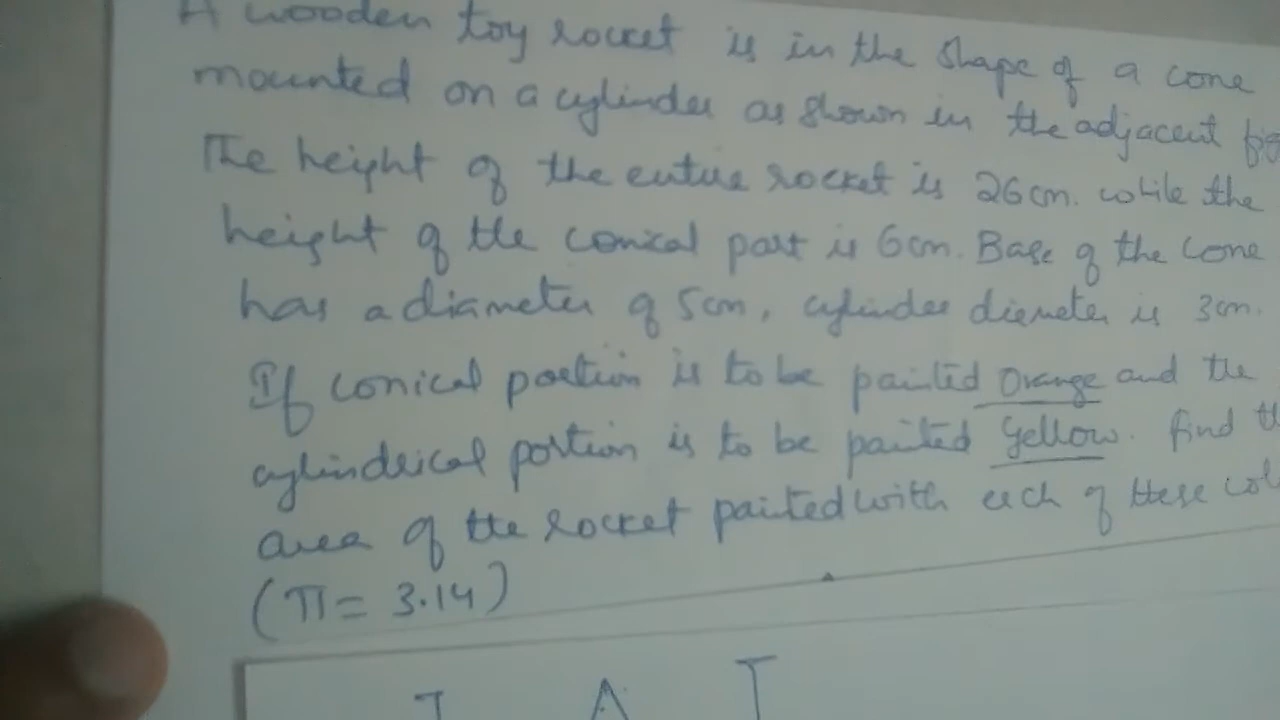 A wooden toy rocket is in the shape of a cone
mounted on a cylinder as shown in the adjacent fig
The height of the entire rocket is 26cm. while the
height of the conical part is 6cm. Base of the cone
has a diameter of 5cm, cylinder diameter is 3cm.
If conical portion is to be painted Orange and the
cylindrical portion is to be painted Yellow. find th
area of the rocket painted with each of these col
(π = 3.14)